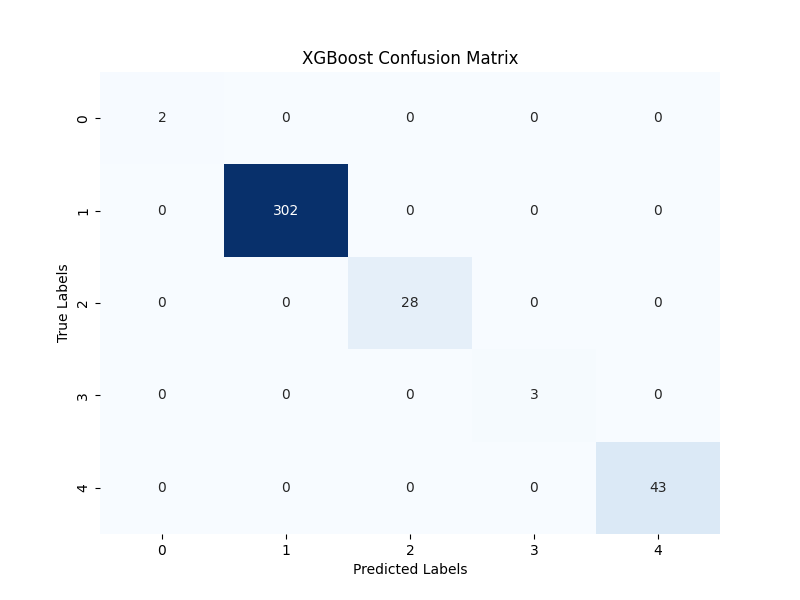 XGBoost Confusion Matrix
True Labels
0 2 0 0 0 0
1 0 302 0 0 0
2 0 0 28 0 0
3 0 0 0 3 0
4 0 0 0 0 43
0 1 2 3 4
Predicted Labels